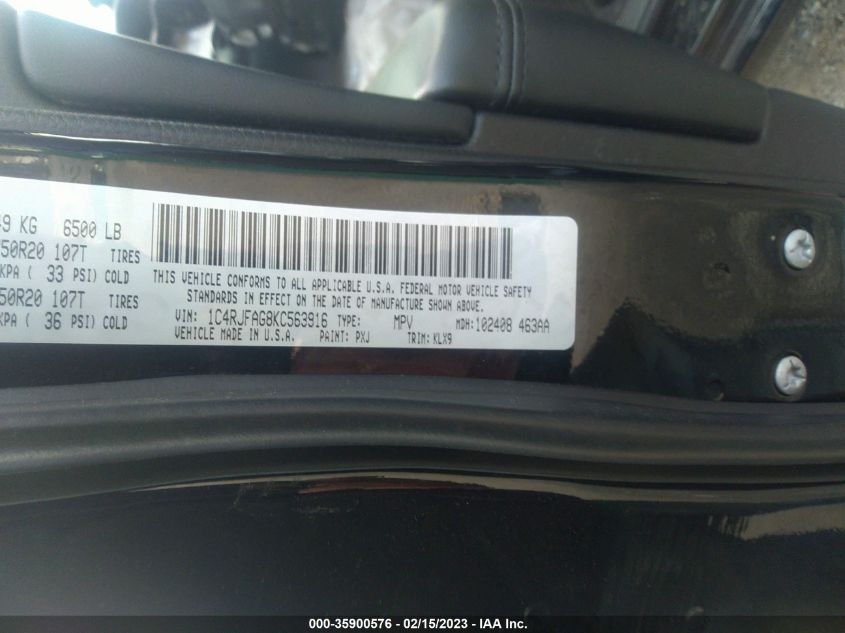 49 KG 6500 LB
50R20 107T TIRES
KPA ( 33 PSI) COLD
50R20 107T TIRES
KPA ( 36 PSI) COLD
THIS VEHICLE CONFORMS TO ALL APPLICABLE U.S.A. FEDERAL MOTOR VEHICLE SAFETY
STANDARDS IN EFFECT ON THE DATE OF MANUFACTURE SHOWN ABOVE.
VIN: 1C4RJFAG8KC563916 TYPE: MPV MDH:102408 463AA
VEHICLE MADE IN U.S.A. PAINT: PXJ TRIM: KLX9
000-35900576 - 02/15/2023 - IAA Inc.